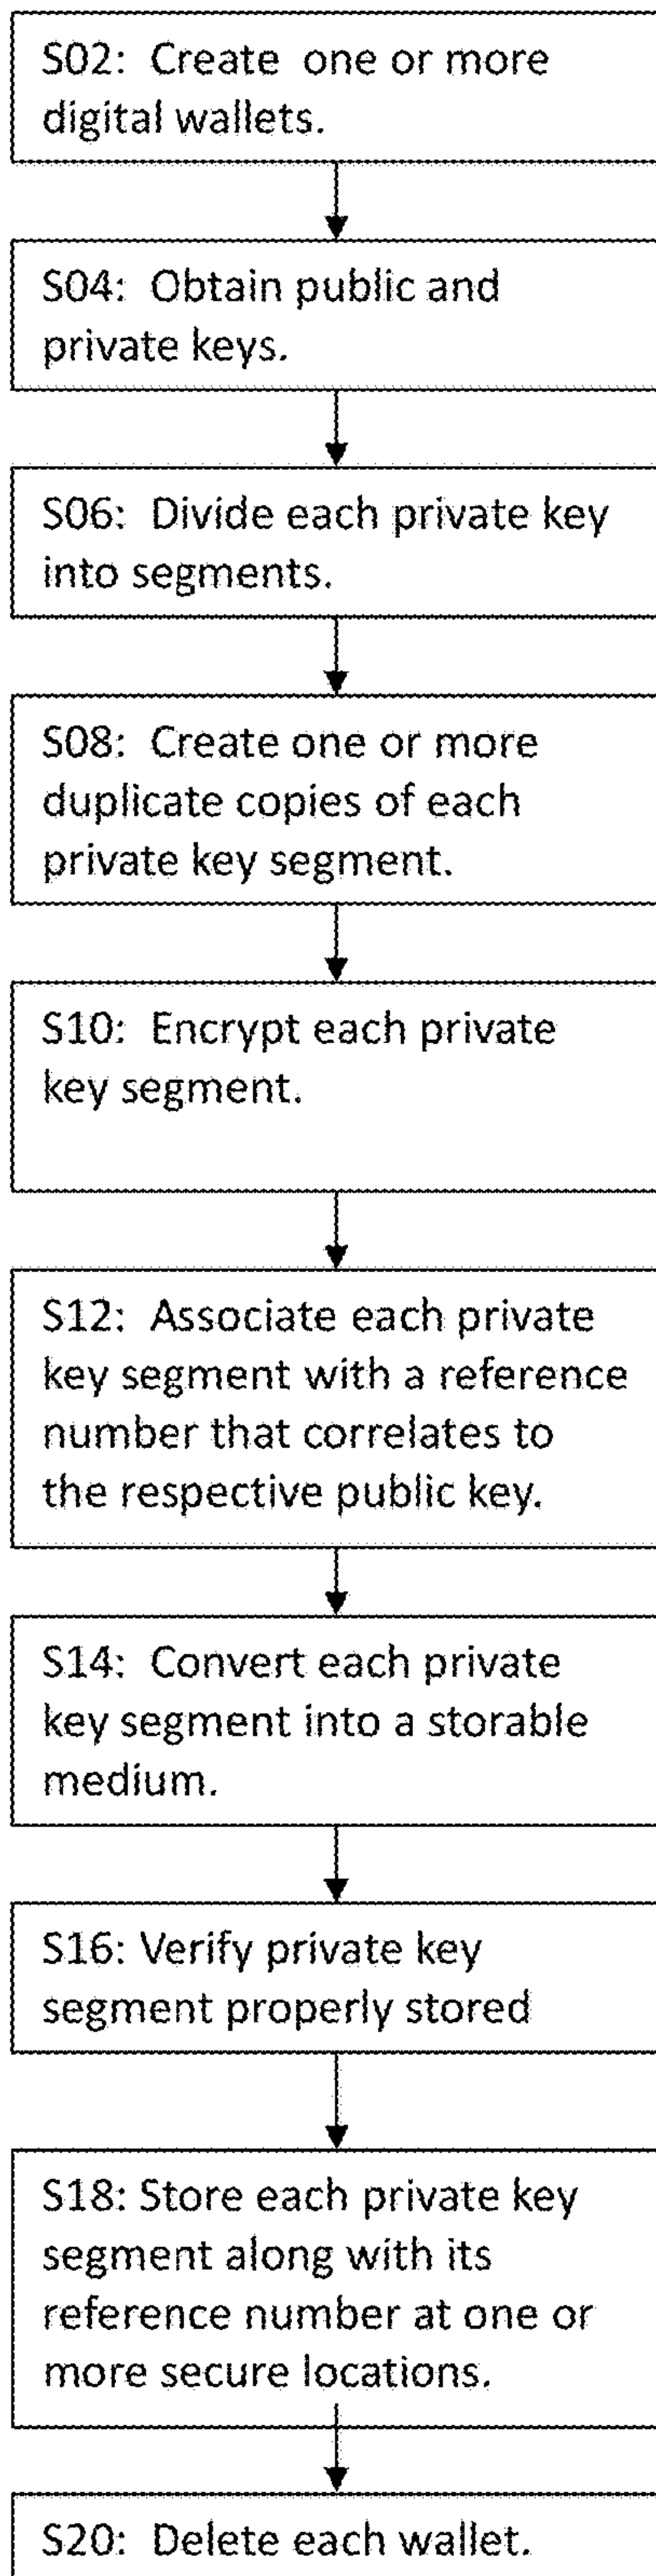 S02:  Create  one or more
digital wallets.
S04:  Obtain public and
private keys.
S06:  Divide each private key
into segments.
S08:  Create one or more
duplicate copies of each
private key segment.
S10:  Encrypt each private
key segment.
S12:  Associate each private
key segment with a reference
number that correlates to
the respective public key.
S14:  Convert each private
key segment into a storable
medium.
S16: Verify private key
segment properly stored
S18: Store each private key
segment along with its
reference number at one or
more secure locations.
S20:  Delete each wallet.